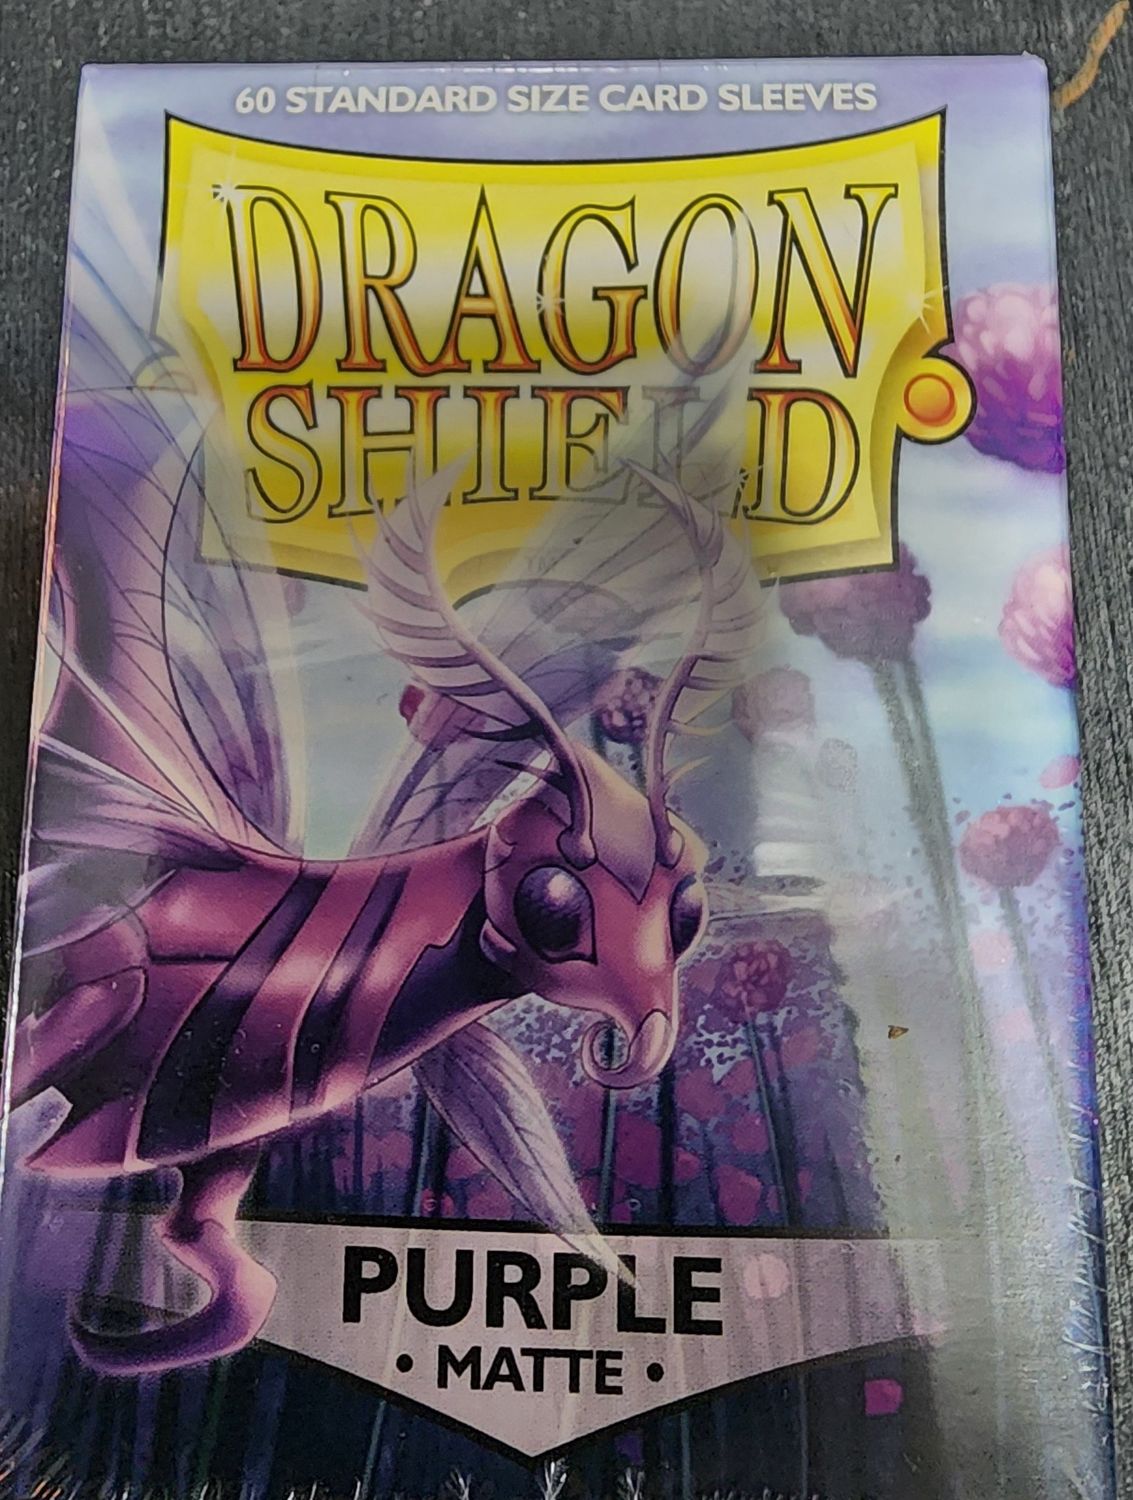 60 STANDARD SIZE CARD SLEEVES
DRAGON
SHIELD
PURPLE
• MATTE •